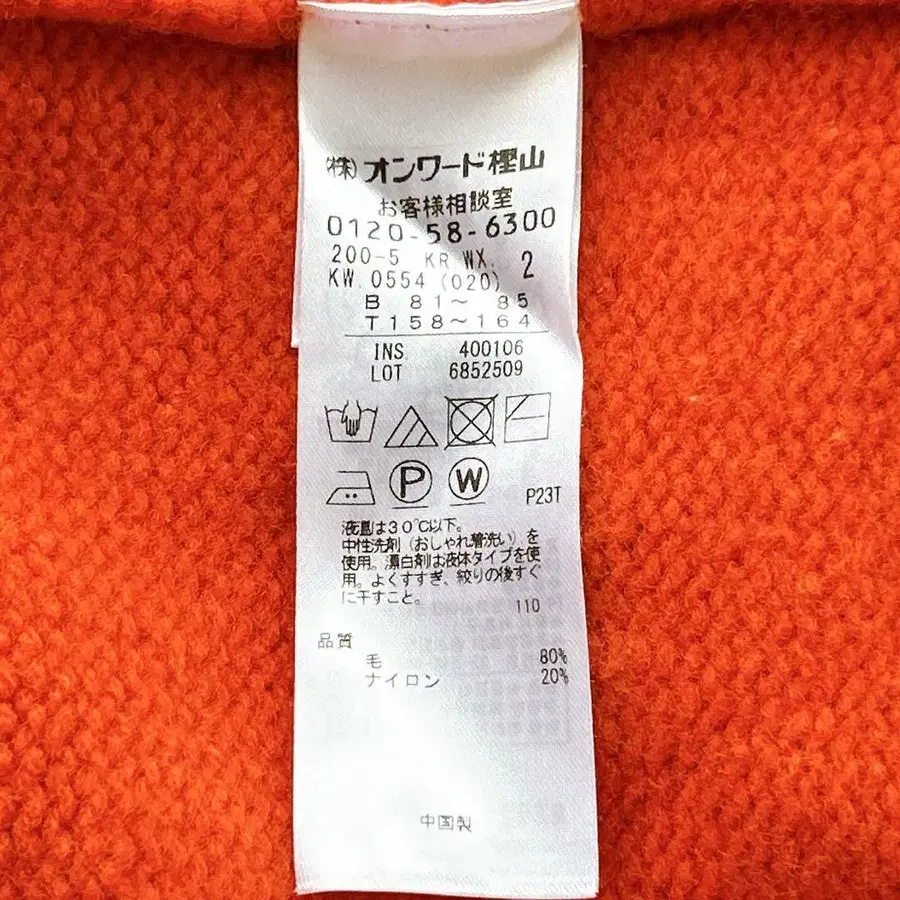 (株)オンワード樫山
お客様相談室
0120-58-6300
200-5 KR WX. 2
KW 0554 (020)
B 81～ 85
T158～164
INS. 400106
LOT 6852509
P W P23T
液温は30℃以下。
中性洗剤（おしゃれ着洗い）を
使用。漂白剤は液体タイプを使
用。よくすすぎ、絞りの後すぐ
に干すこと。
110
品質
毛 80%
ナイロン 20%
中国製